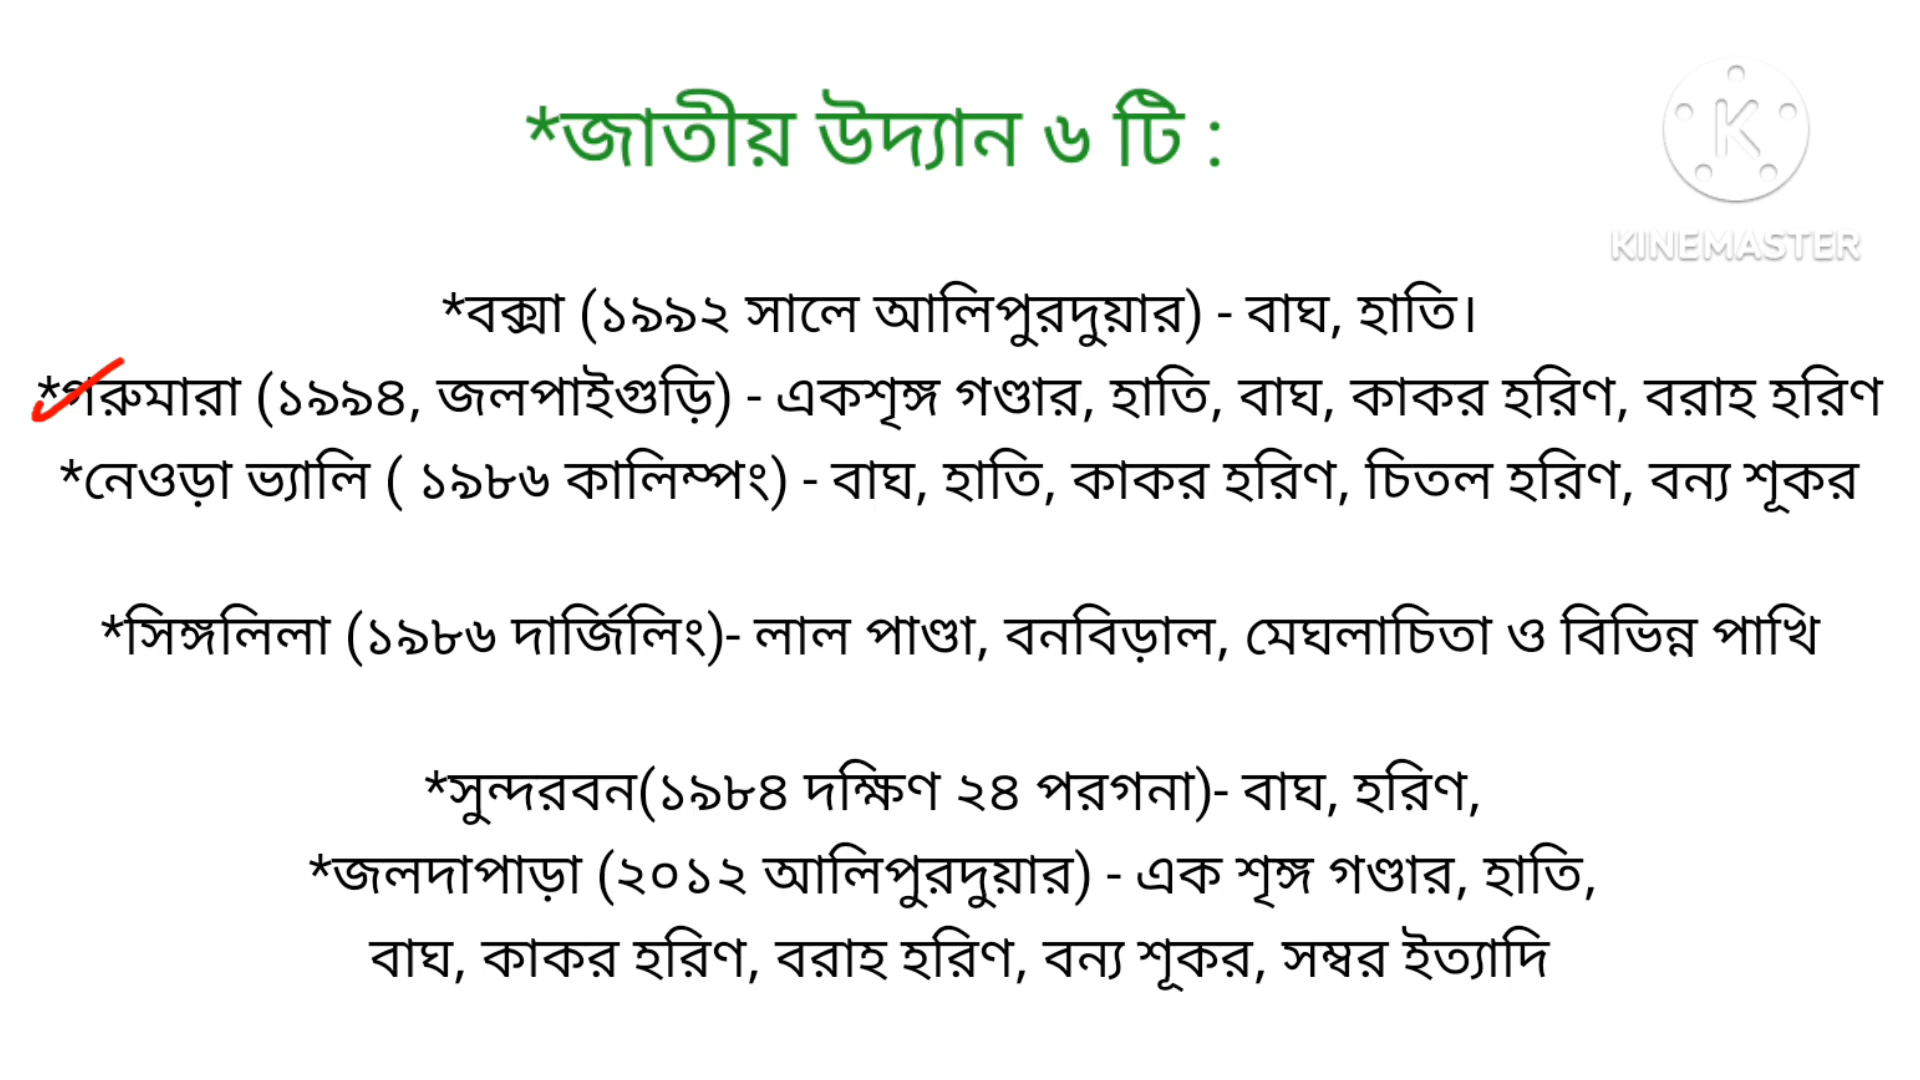 *জাতীয় উদ্যান ৬ টি :
KINEMASTER
*বক্সা (১৯৯২ সালে আলিপুরদুয়ার) - বাঘ, হাতি।
*গরুমারা (১৯৯৪, জলপাইগুড়ি) - একশৃঙ্গ গণ্ডার, হাতি, বাঘ, কাকর হরিণ, বরাহ হরিণ
*নেওড়া ভ্যালি ( ১৯৮৬ কালিম্পং) - বাঘ, হাতি, কাকর হরিণ, চিতল হরিণ, বন্য শূকর
*সিঙ্গলিলা (১৯৮৬ দার্জিলিং)- লাল পাণ্ডা, বনবিড়াল, মেঘলাচিতা ও বিভিন্ন পাখি
*সুন্দরবন(১৯৮৪ দক্ষিণ ২৪ পরগনা)- বাঘ, হরিণ,
*জলদাপাড়া (২০১২ আলিপুরদুয়ার) - এক শৃঙ্গ গণ্ডার, হাতি,
বাঘ, কাকর হরিণ, বরাহ হরিণ, বন্য শূকর, সম্বর ইত্যাদি